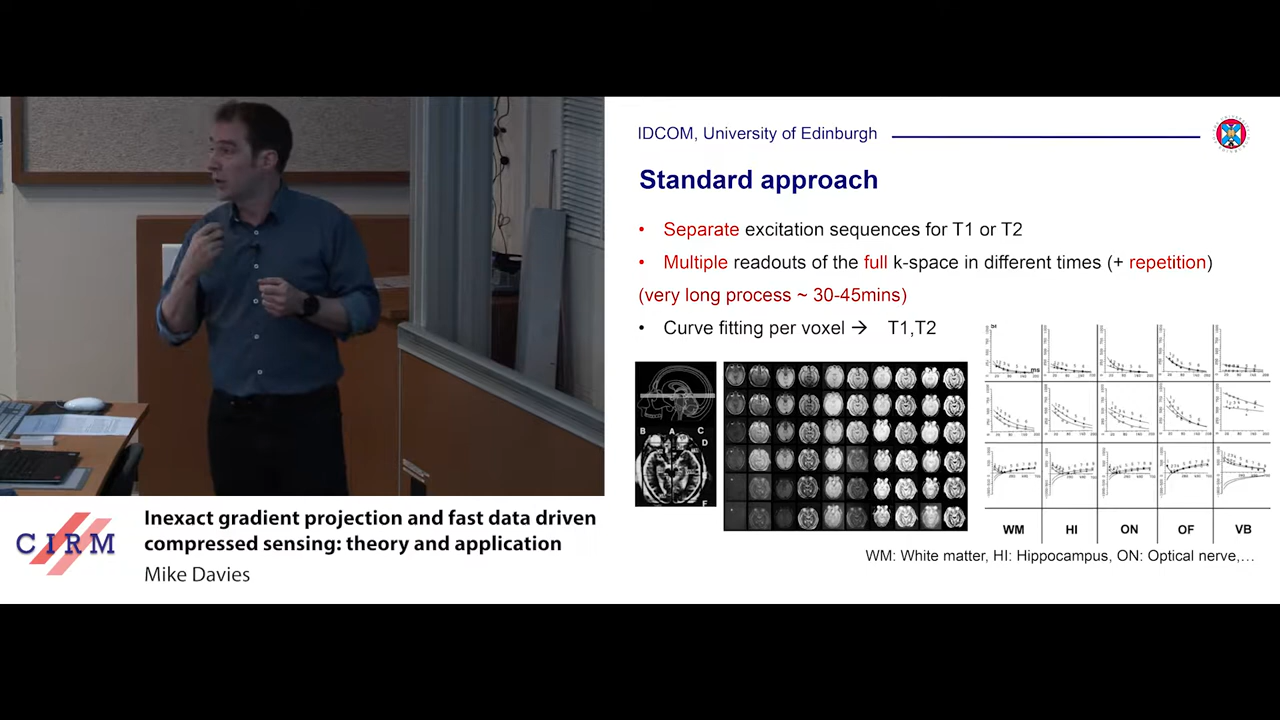 IDCOM, University of Edinburgh
Standard approach
• Separate excitation sequences for T1 or T2
• Multiple readouts of the full k-space in different times (+ repetition)
(very long process ~ 30-45mins)
• Curve fitting per voxel → T1,T2
B A C
D
F
WM HI ON OF VB
WM: White matter, HI: Hippocampus, ON: Optical nerve,...
CIRM
Inexact gradient projection and fast data driven
compressed sensing: theory and application
Mike Davies